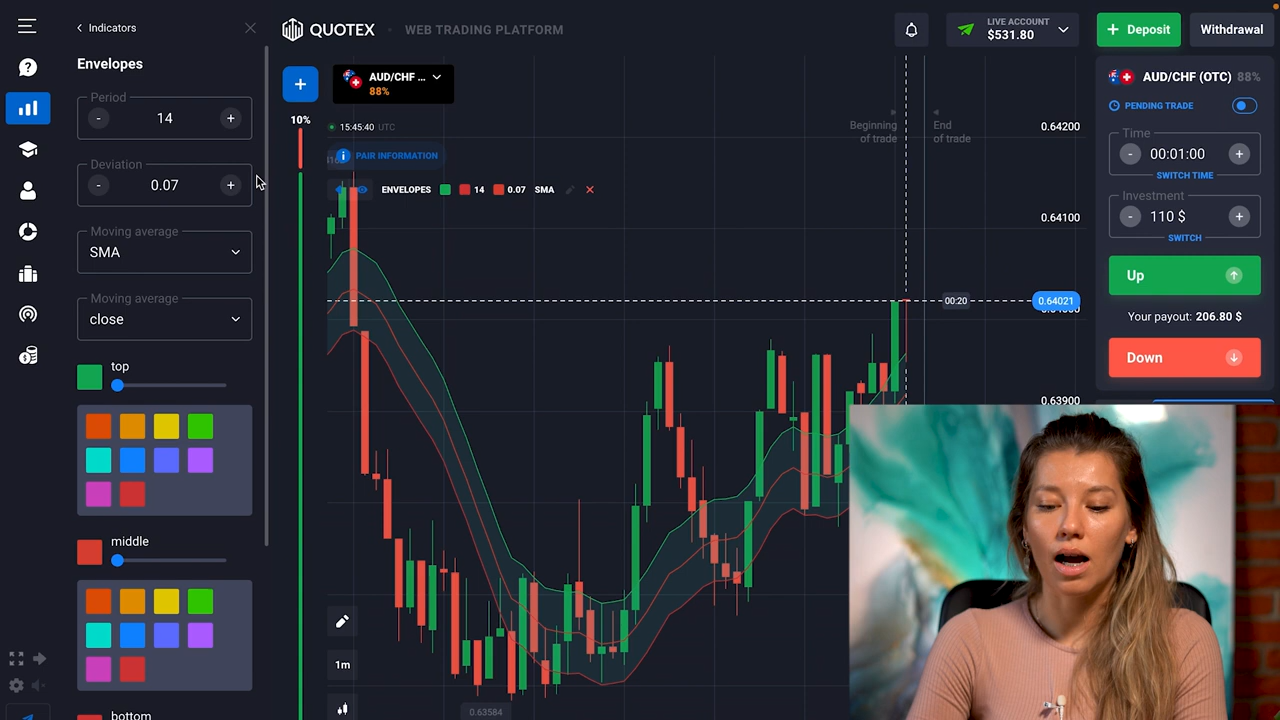 Indicators
Envelopes
Period
- 14 +
Deviation
- 0.07 +
Moving average
SMA
Moving average
close
top
middle
bottom
QUOTEX
WEB TRADING PLATFORM
LIVE ACCOUNT
$531.80
+ Deposit
Withdrawal
+
AUD/CHF ...
88%
10%
15:45:40 UTC
PAIR INFORMATION
ENVELOPES 14 0.07 SMA
Beginning
of trade
End
of trade
0.64200
0.64100
00:20
0.64021
0.63900
0.63584
1m
AUD/CHF (OTC) 88%
PENDING TRADE
Time
- 00:01:00 +
SWITCH TIME
Investment
- 110 $ +
SWITCH
Up
Your payout: 206.80 $
Down